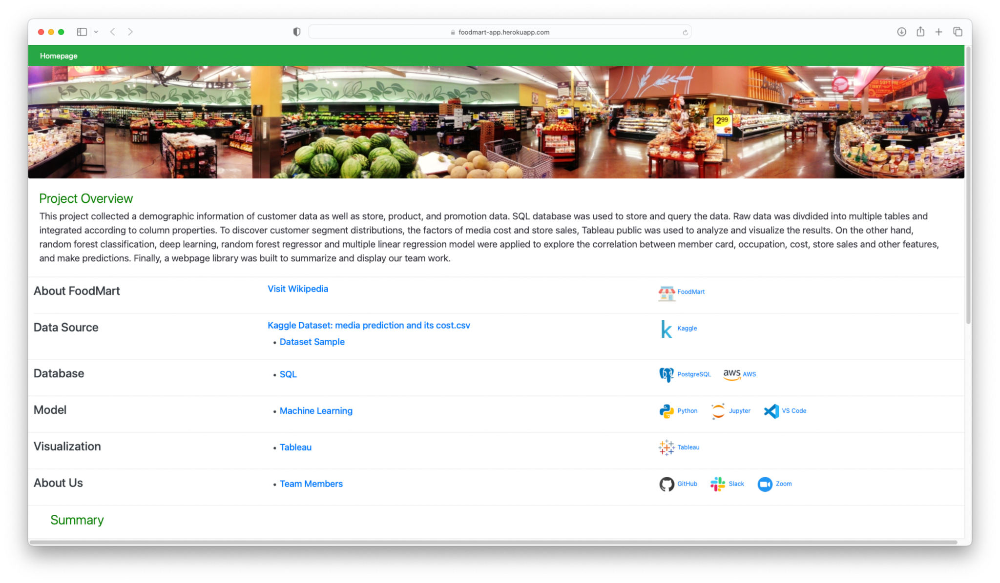 foodmart-app.herokuapp.com
Homepage
2⁹⁹
SOFT
TINKY
Project Overview
This project collected a demographic information of customer data as well as store, product, and promotion data. SQL database was used to store and query the data. Raw data was divdided into multiple tables and
integrated according to column properties. To discover customer segment distributions, the factors of media cost and store sales, Tableau public was used to analyze and visualize the results. On the other hand,
random forest classification, deep learning, random forest regressor and multiple linear regression model were applied to explore the correlation between member card, occupation, cost, store sales and other features,
and make predictions. Finally, a webpage library was built to summarize and display our team work.
About FoodMart
Visit Wikipedia
FoodMart
Data Source
Kaggle Dataset: media prediction and its cost.csv
k Kaggle
• Dataset Sample
Database
• SQL
PostgreSQL
aws AWS
Model
• Machine Learning
Python
Jupyter
VS Code
Visualization
• Tableau
Tableau
About Us
• Team Members
GitHub
Slack
Zoom
Summary